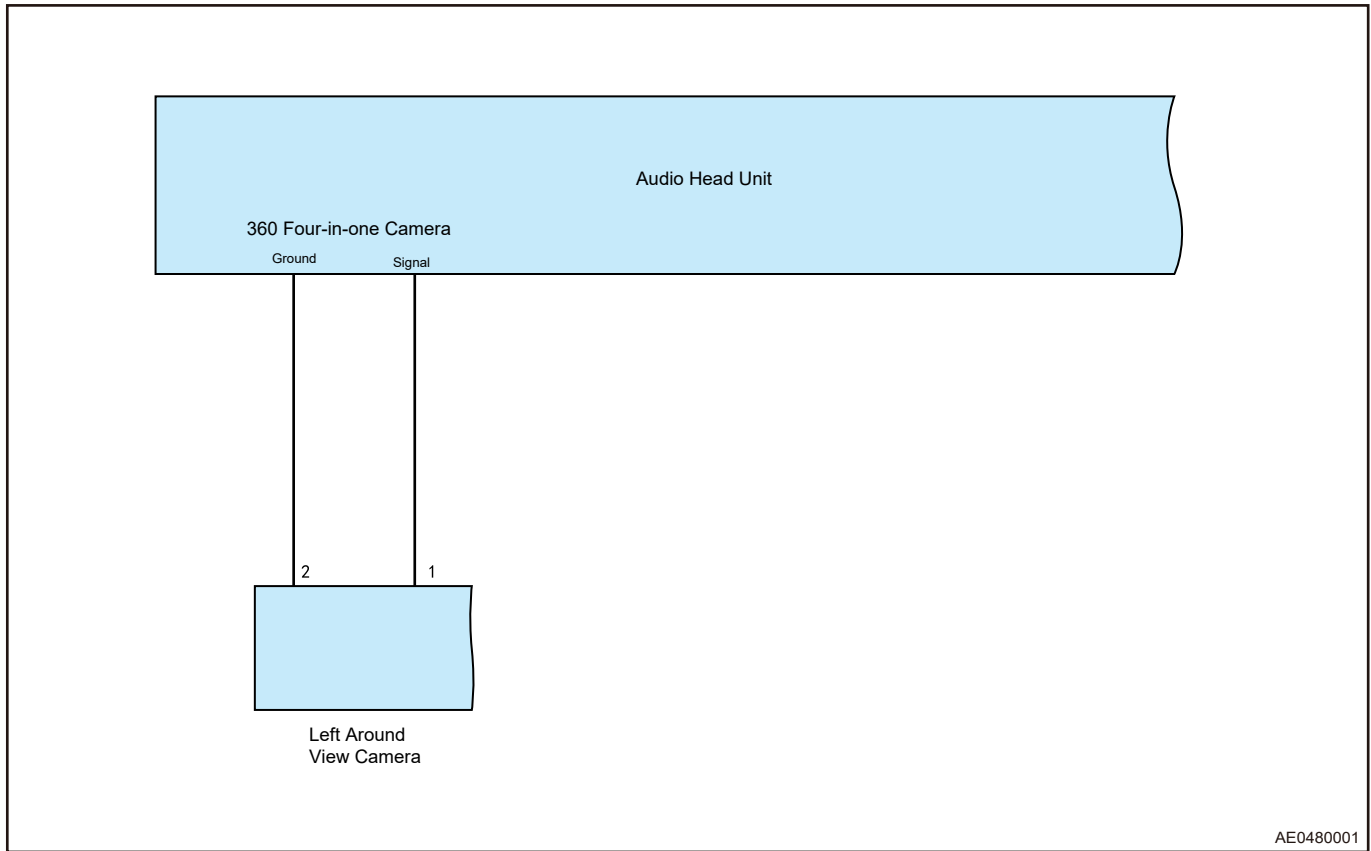 Audio Head Unit
360 Four-in-one Camera
Ground
Signal
2
1
Left Around
View Camera
AE0480001